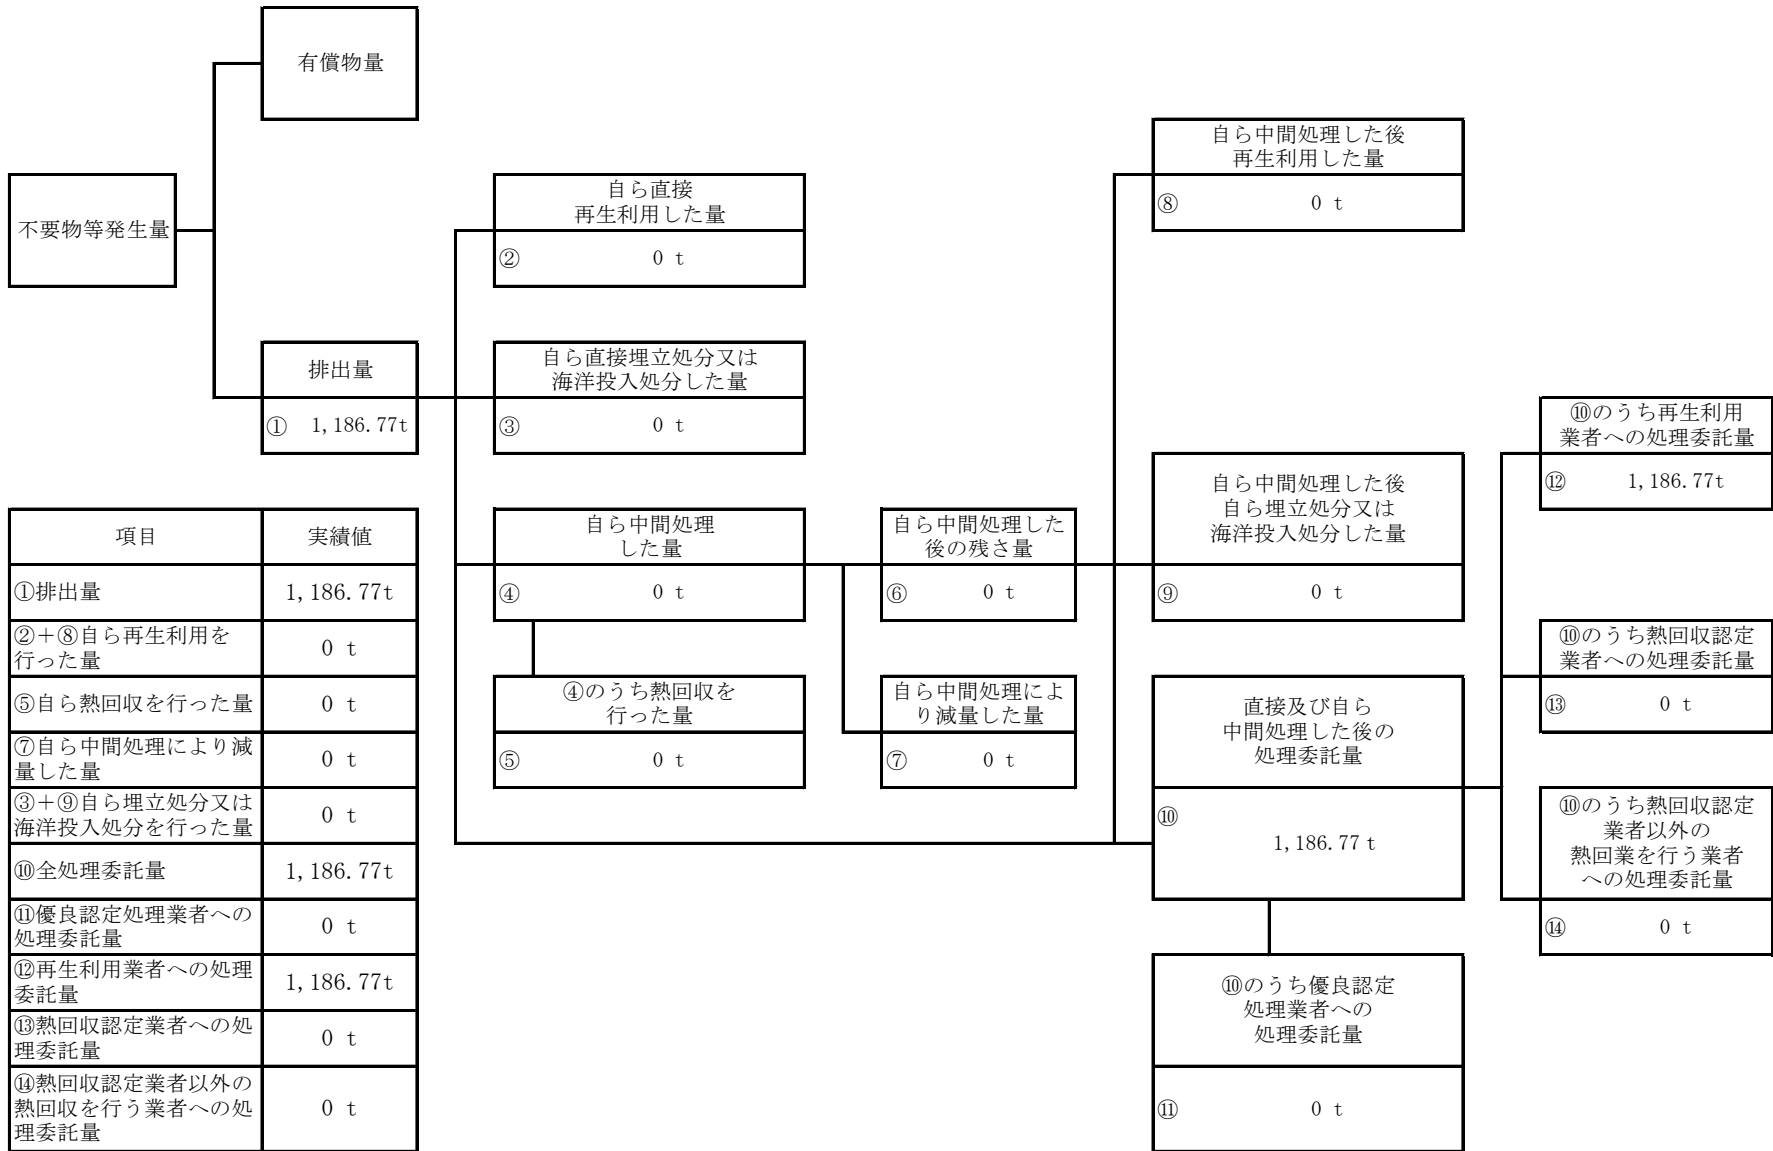 有償物量
不要物等発生量
排出量
① 1,186.77t
自ら直接
再生利用した量
② 0 t
自ら直接埋立処分又は
海洋投入処分した量
③ 0 t
自ら中間処理
した量
④ 0 t
④のうち熱回収を
行った量
⑤ 0 t
自ら中間処理した
後の残さ量
⑥ 0 t
自ら中間処理によ
り減量した量
⑦ 0 t
自ら中間処理した後
再生利用した量
⑧ 0 t
自ら中間処理した後
自ら埋立処分又は
海洋投入処分した量
⑨ 0 t
直接及び自ら
中間処理した後の
処理委託量
⑩
1,186.77 t
⑩のうち優良認定
処理業者への
処理委託量
⑪ 0 t
⑩のうち再生利用
業者への処理委託量
⑫ 1,186.77t
⑩のうち熱回収認定
業者への処理委託量
⑬ 0 t
⑩のうち熱回収認定
業者以外の
熱回業を行う業者
への処理委託量
⑭ 0 t
項目 実績値
①排出量 1,186.77t
②＋⑧自ら再生利用を
行った量 0 t
⑤自ら熱回収を行った量 0 t
⑦自ら中間処理により減
量した量 0 t
③＋⑨自ら埋立処分又は
海洋投入処分を行った量 0 t
⑩全処理委託量 1,186.77t
⑪優良認定処理業者への
処理委託量 0 t
⑫再生利用業者への処理
委託量 1,186.77t
⑬熱回収認定業者への処
理委託量 0 t
⑭熱回収認定業者以外の
熱回収を行う業者への処
理委託量 0 t